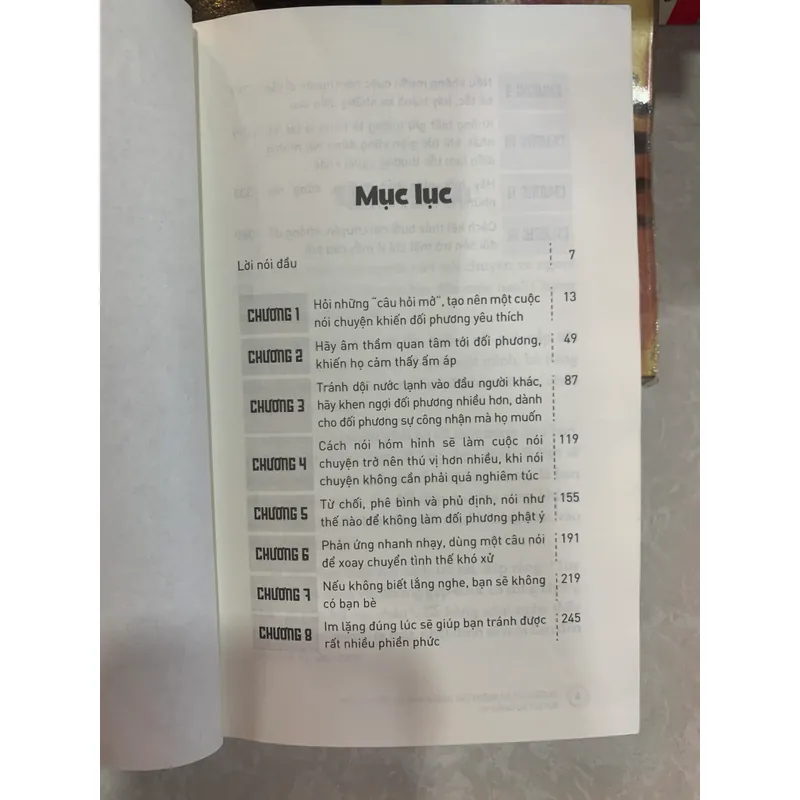 Mục lục
Lời nói đầu 7
CHƯƠNG 1 Hỏi những “câu hỏi mở”, tạo nên một cuộc 13
nói chuyện khiến đối phương yêu thích
CHƯƠNG 2 Hãy âm thầm quan tâm tới đối phương, 49
khiến họ cảm thấy ấm áp
CHƯƠNG 3 Tránh dội nước lạnh vào đầu người khác, 87
hãy khen ngợi đối phương nhiều hơn, dành
cho đối phương sự công nhận mà họ muốn
CHƯƠNG 4 Cách nói hóm hỉnh sẽ làm cuộc nói 119
chuyện trở nên thú vị hơn nhiều, khi nói
chuyện không cần phải quá nghiêm túc
CHƯƠNG 5 Từ chối, phê bình và phủ định, nói như 155
thế nào để không làm đối phương phật ý
CHƯƠNG 6 Phản ứng nhanh nhạy, dùng một câu nói 191
để xoay chuyển tình thế khó xử
CHƯƠNG 7 Nếu không biết lắng nghe, bạn sẽ không 219
có bạn bè
CHƯƠNG 8 Im lặng đúng lúc sẽ giúp bạn tránh được 245
rất nhiều phiền phức